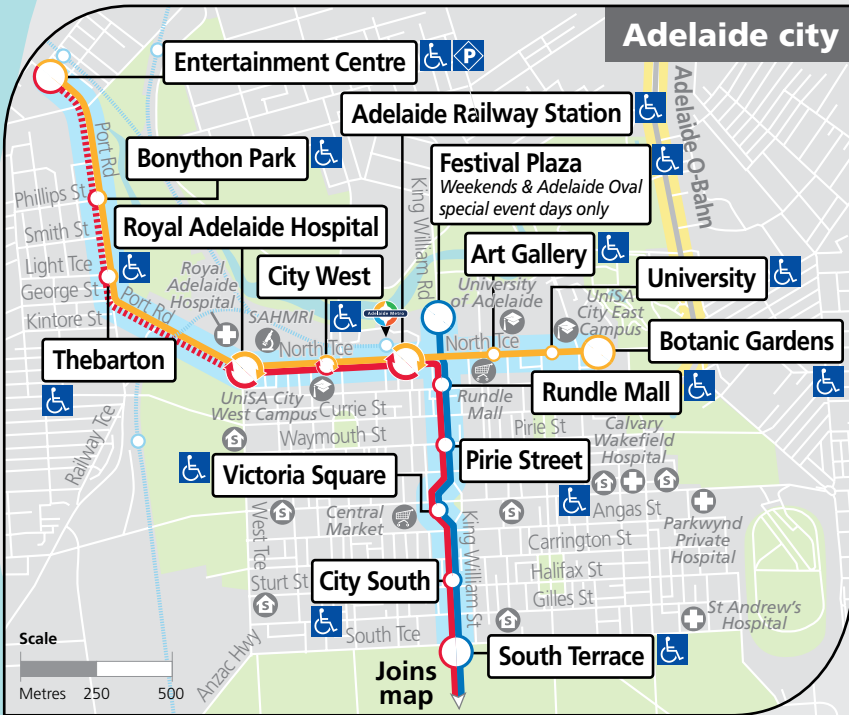 Adelaide city
Entertainment Centre
P
Adelaide Railway Station
Adelaide O-Bahn
Port Rd
Bonython Park
Festival Plaza
Weekends & Adelaide Oval
special event days only
King William Rd
Phillips St
Smith St
Royal Adelaide Hospital
Light Tce
George St
Kintore St
Port Rd
Royal
Adelaide
Hospital
City West
Art Gallery
University
of Adelaide
University
UniSA
City East
Campus
SAHMRI
Adelaide Metro
North Tce
North Tce
Botanic Gardens
Thebarton
UniSA City
West Campus
Currie St
Waymouth St
Rundle
Mall
Rundle Mall
Railway Tce
Victoria Square
Pirie Street
Pirie St
Calvary
Wakefield
Hospital
S
S
S
S
S
S
S
West Tce
Central
Market
King William St
Angas St
Carrington St
Halifax St
Gilles St
Parkwynd
Private
Hospital
Sturt St
City South
South Tce
St Andrew's
Hospital
Anzac Hwy
South Terrace
Joins
map
Scale
Metres 250 500